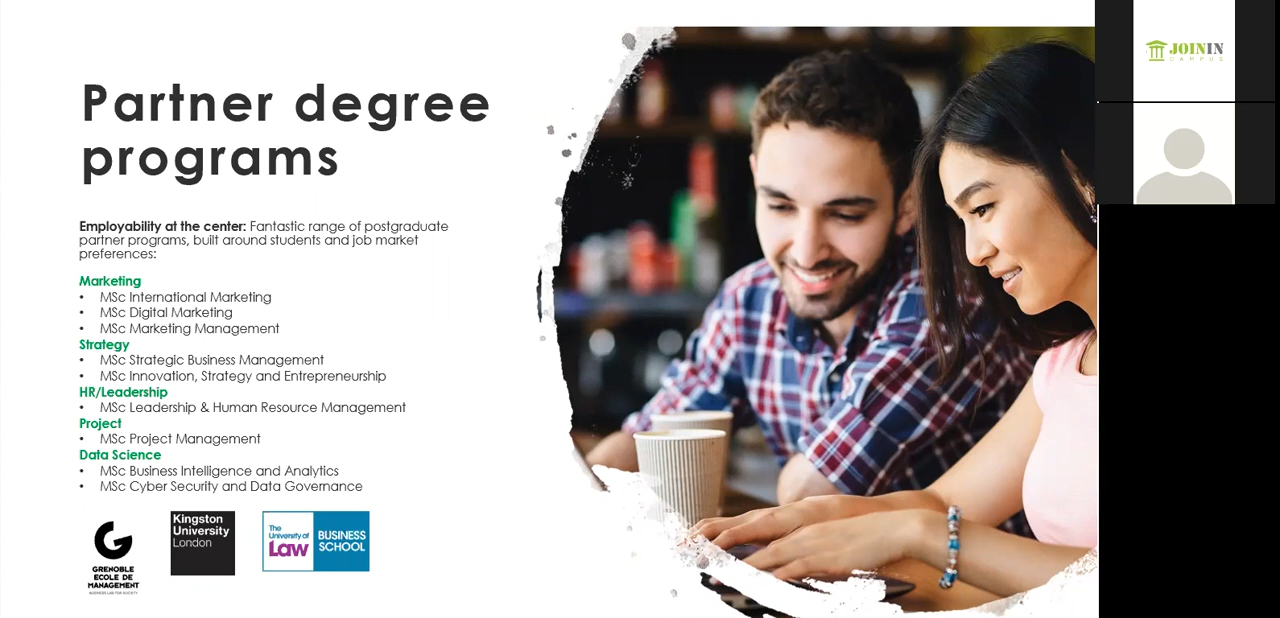 Partner degree
programs
Employability at the center: Fantastic range of postgraduate
partner programs, built around students and job market
preferences:
Marketing
• MSc International Marketing
• MSc Digital Marketing
• MSc Marketing Management
Strategy
• MSc Strategic Business Management
• MSc Innovation, Strategy and Entrepreneurship
HR/Leadership
• MSc Leadership & Human Resource Management
Project
• MSc Project Management
Data Science
• MSc Business Intelligence and Analytics
• MSc Cyber Security and Data Governance
GRENOBLE
ECOLE DE
MANAGEMENT
BUSINESS LAB FOR SOCIETY
Kingston
University
London
The
University of
Law
BUSINESS
SCHOOL
JOININ
CAMPUS